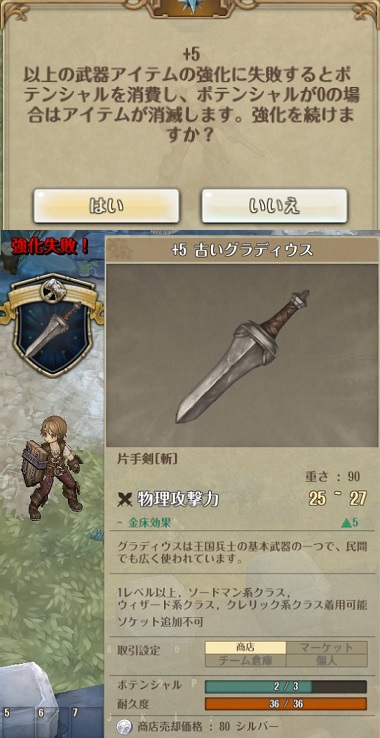 +5
以上の武器アイテムの強化に失敗するとポ
テンシャルを消費し、ポテンシャルが0の場
合はアイテムが消滅します。強化を続けま
すか？
はい
いいえ
強化失敗！
+5 古いグラディウス
片手剣[斬]
重さ : 90
物理攻撃力 25 ~ 27
- 金床効果 ▲5
グラディウスは王国兵士の基本武器の一つで、民間
でも広く使われています。
1レベル以上, ソードマン系クラス,
ウィザード系クラス, クレリック系クラス着用可能
ソケット追加不可
取引設定 商店 マーケット
チーム倉庫 個人
ポテンシャル 2 / 3
耐久度 36 / 36
商店売却価格 : 80 シルバー
5 6 7